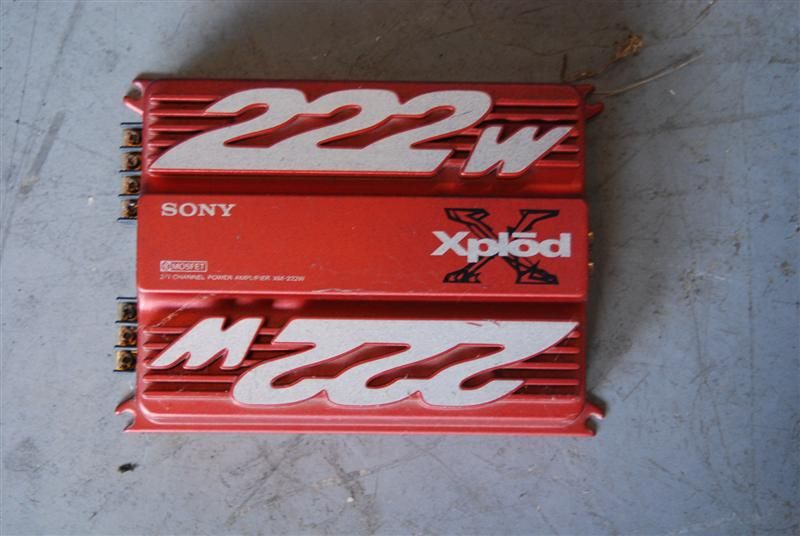 222w
SONY
Xplōd
X
MOSFET
2/1 CHANNEL POWER AMPLIFIER XM-222W
222w